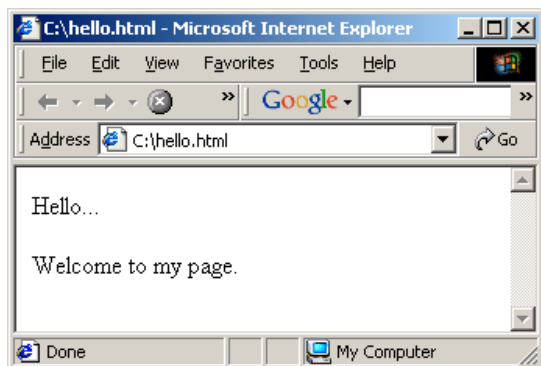 C:\hello.html - Microsoft Internet Explorer
File Edit View Favorites Tools Help
» Google »
Address C:\hello.html Go
Hello...
Welcome to my page.
Done My Computer